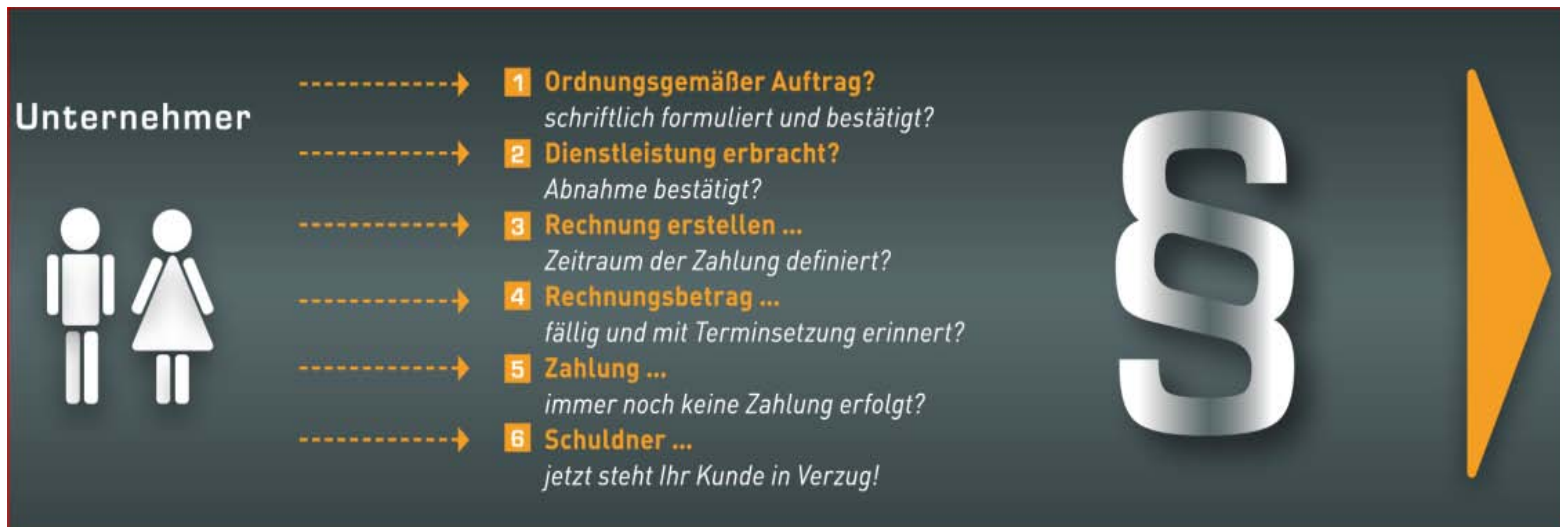 Unternehmer
1 Ordnungsgemäßer Auftrag?
schriftlich formuliert und bestätigt?
2 Dienstleistung erbracht?
Abnahme bestätigt?
3 Rechnung erstellen ...
Zeitraum der Zahlung definiert?
4 Rechnungsbetrag ...
fällig und mit Terminsetzung erinnert?
5 Zahlung ...
immer noch keine Zahlung erfolgt?
6 Schuldner ...
jetzt steht Ihr Kunde in Verzug!
§